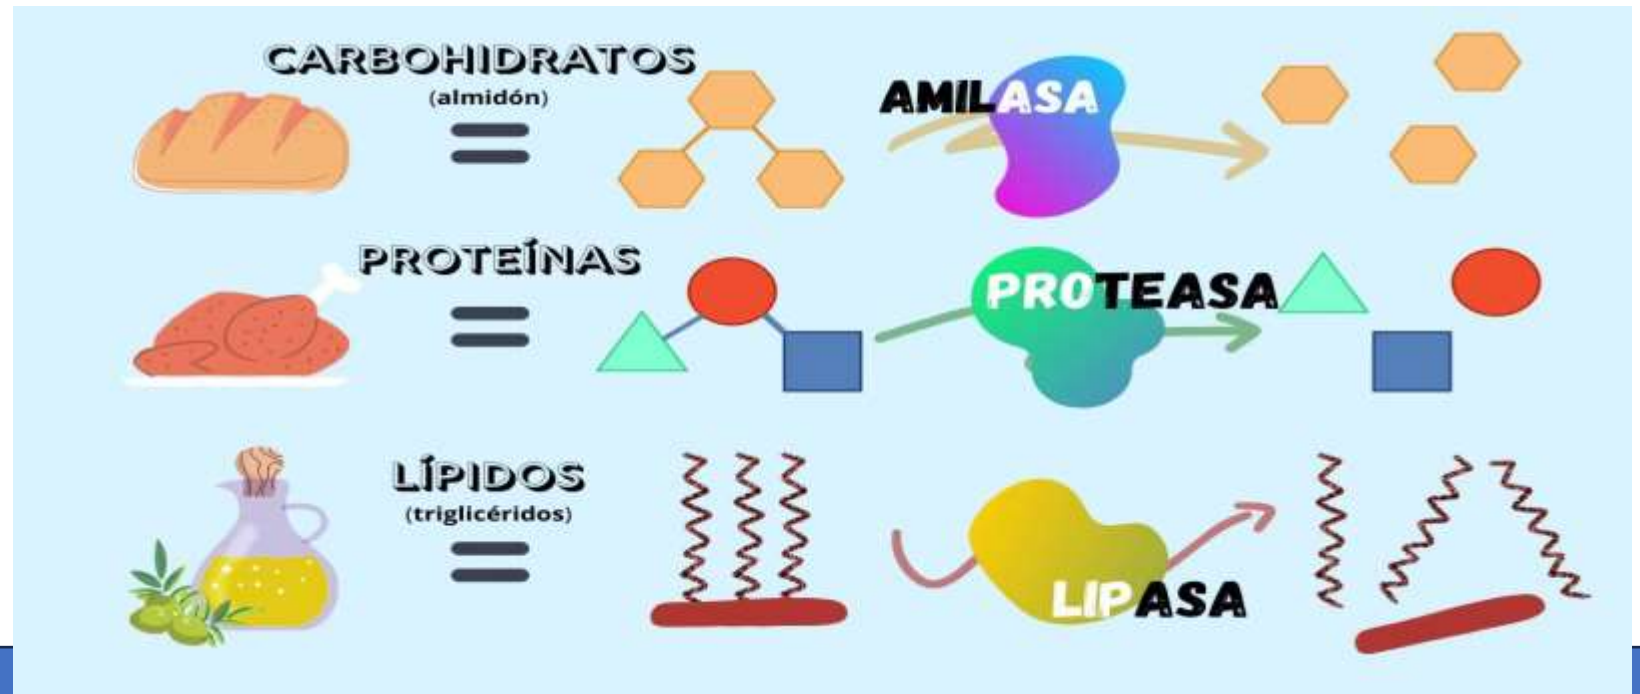 CARBOHIDRATOS
(almidón)
AMILASA
PROTEÍNAS
PROTEASA
LÍPIDOS
(triglicéridos)
LIPASA